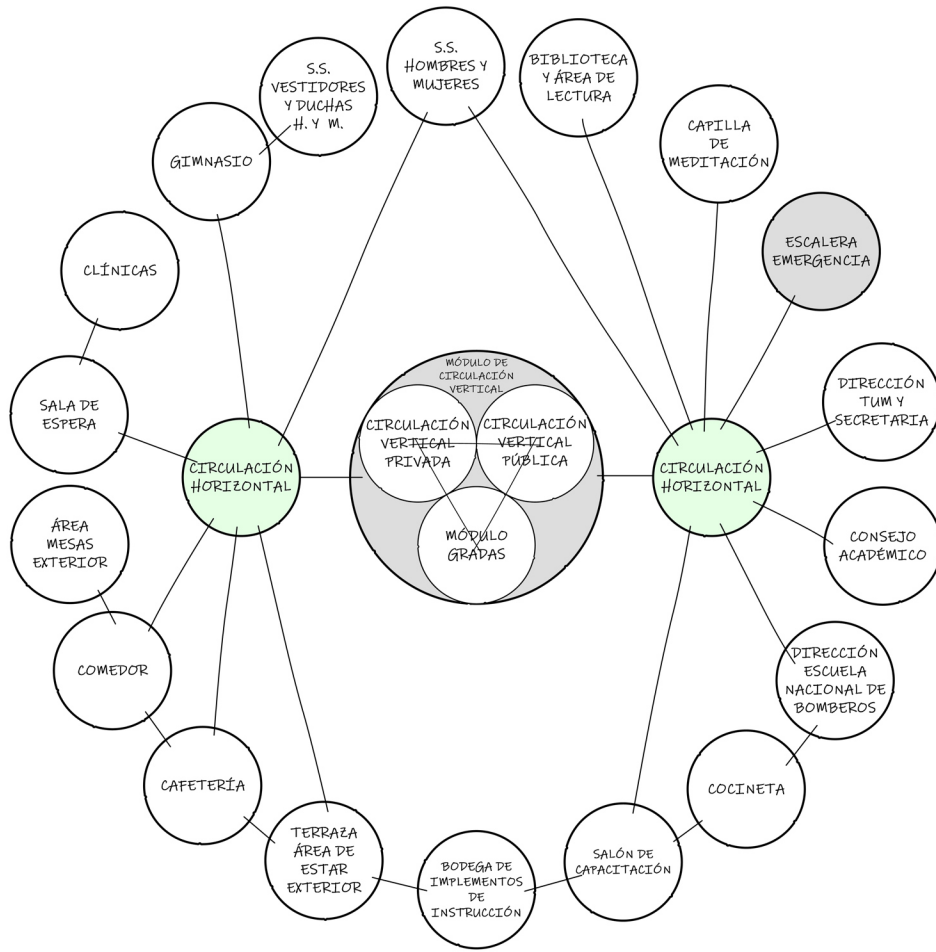 S.S.
HOMBRES Y
MUJERES
BIBLIOTECA
Y ÁREA DE
LECTURA
S.S.
VESTIDORES
Y DUCHAS
H. Y M.
CAPILLA
DE
MEDITACIÓN
GIMNASIO
ESCALERA
EMERGENCIA
CLÍNICAS
MÓDULO DE
CIRCULACIÓN
VERTICAL
DIRECCIÓN
TUM Y
SECRETARIA
SALA DE
ESPERA
CIRCULACIÓN
VERTICAL
PRIVADA
CIRCULACIÓN
VERTICAL
PÚBLICA
CIRCULACIÓN
HORIZONTAL
CIRCULACIÓN
HORIZONTAL
ÁREA
MESAS
EXTERIOR
MÓDULO
GRADAS
CONSEJO
ACADÉMICO
COMEDOR
DIRECCIÓN
ESCUELA
NACIONAL DE
BOMBEROS
CAFETERÍA
COCINETA
TERRAZA
ÁREA DE
ESTAR
EXTERIOR
BODEGA DE
IMPLEMENTOS
DE
INSTRUCCIÓN
SALÓN DE
CAPACITACIÓN